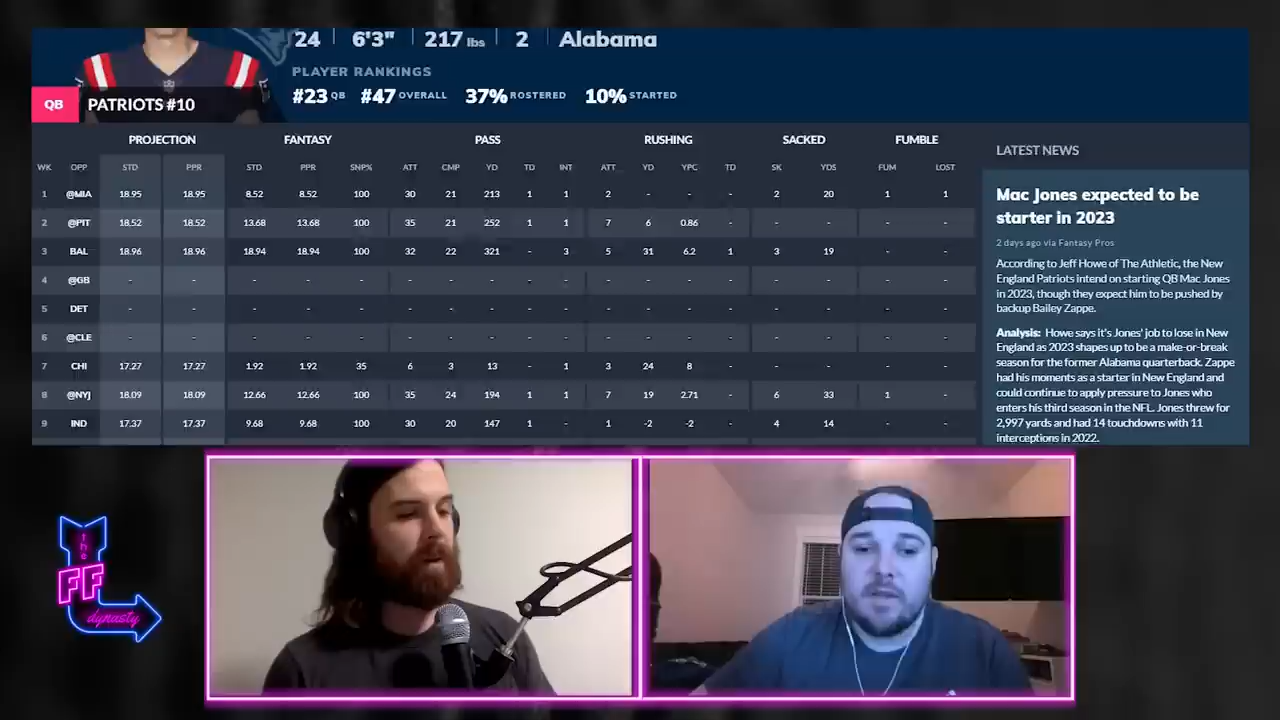 24 6'3" 217 lbs 2 Alabama
PLAYER RANKINGS
#23 QB #47 OVERALL 37% ROSTERED 10% STARTED
QB PATRIOTS #10
PROJECTION FANTASY PASS RUSHING SACKED FUMBLE
WK OPP STD PPR STD PPR SNP% ATT CMP YD TD INT ATT YD YPC TD SK YDS FUM LOST
1 @MIA 18.95 18.95 8.52 8.52 100 30 21 213 1 1 2 - - - 2 20 1 1
2 @PIT 18.52 18.52 13.68 13.68 100 35 21 252 1 1 7 6 0.86 - - - - -
3 BAL 18.96 18.96 18.94 18.94 100 32 22 321 - 3 5 31 6.2 1 3 19 - -
4 @GB - - - - - - - - - - - - - - - - - -
5 DET - - - - - - - - - - - - - - - - - -
6 @CLE - - - - - - - - - - - - - - - - - -
7 CHI 17.27 17.27 1.92 1.92 35 6 3 13 - 1 3 24 8 - - - - -
8 @NYJ 18.09 18.09 12.66 12.66 100 35 24 194 1 1 7 19 2.71 - 6 33 1 -
9 IND 17.37 17.37 9.68 9.68 100 30 20 147 1 - 1 -2 -2 - 4 14 - -
LATEST NEWS
Mac Jones expected to be
starter in 2023
2 days ago via Fantasy Pros
According to Jeff Howe of The Athletic, the New
England Patriots intend on starting QB Mac Jones
in 2023, though they expect him to be pushed by
backup Bailey Zappe.
Analysis: Howe says it's Jones' job to lose in New
England as 2023 shapes up to be a make-or-break
season for the former Alabama quarterback. Zappe
had his moments as a starter in New England and
could continue to apply pressure to Jones who
enters his third season in the NFL. Jones threw for
2,997 yards and had 14 touchdowns with 11
interceptions in 2022.
the
FF
dynasty